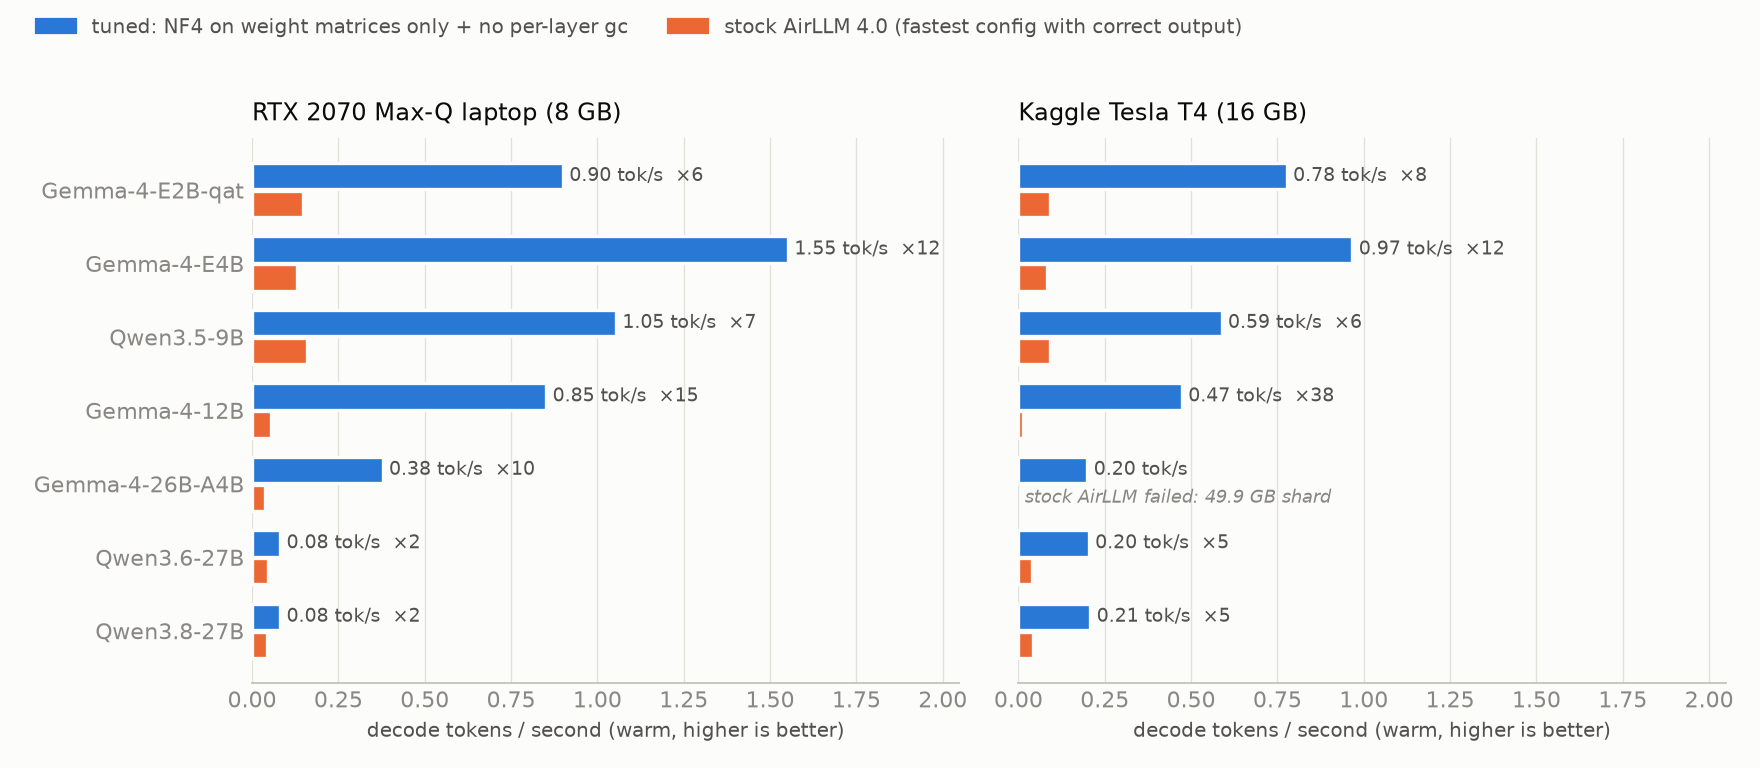 tuned: NF4 on weight matrices only + no per-layer gc
stock AirLLM 4.0 (fastest config with correct output)
RTX 2070 Max-Q laptop (8 GB)
Gemma-4-E2B-qat
0.90 tok/s ×6
Gemma-4-E4B
1.55 tok/s ×12
Qwen3.5-9B
1.05 tok/s ×7
Gemma-4-12B
0.85 tok/s ×15
Gemma-4-26B-A4B
0.38 tok/s ×10
Qwen3.6-27B
0.08 tok/s ×2
Qwen3.8-27B
0.08 tok/s ×2
0.00 0.25 0.50 0.75 1.00 1.25 1.50 1.75 2.00
decode tokens / second (warm, higher is better)
Kaggle Tesla T4 (16 GB)
0.78 tok/s ×8
0.97 tok/s ×12
0.59 tok/s ×6
0.47 tok/s ×38
0.20 tok/s
stock AirLLM failed: 49.9 GB shard
0.20 tok/s ×5
0.21 tok/s ×5
0.00 0.25 0.50 0.75 1.00 1.25 1.50 1.75 2.00
decode tokens / second (warm, higher is better)